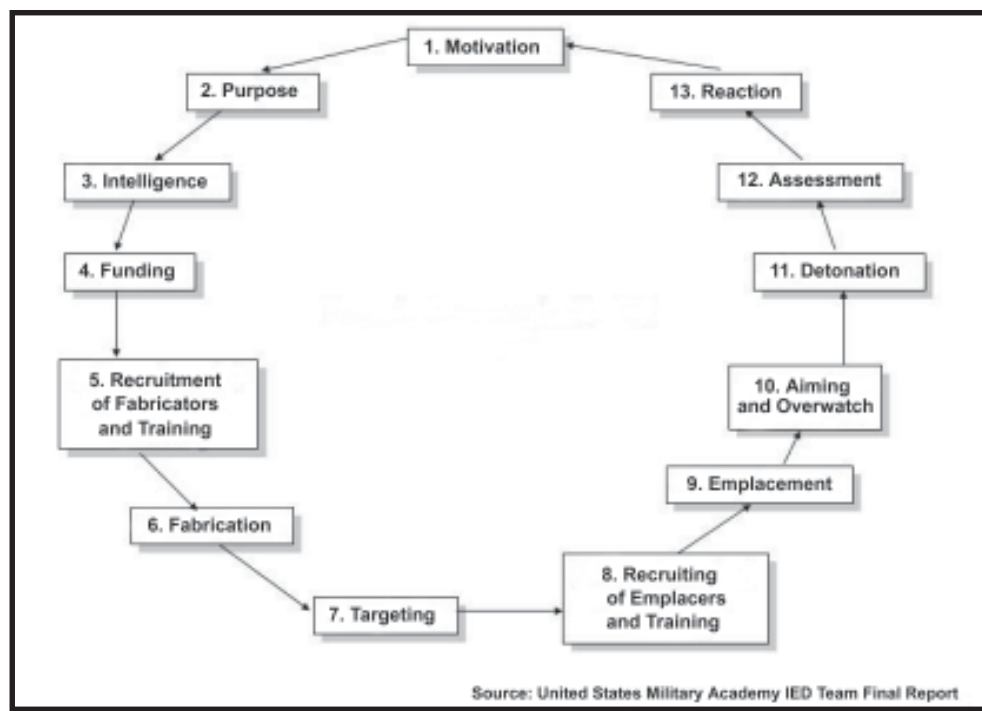 1. Motivation
2. Purpose
3. Intelligence
4. Funding
5. Recruitment
of Fabricators
and Training
6. Fabrication
7. Targeting
8. Recruiting
of Emplacers
and Training
9. Emplacement
10. Aiming
and Overwatch
11. Detonation
12. Assessment
13. Reaction
Source: United States Military Academy IED Team Final Report